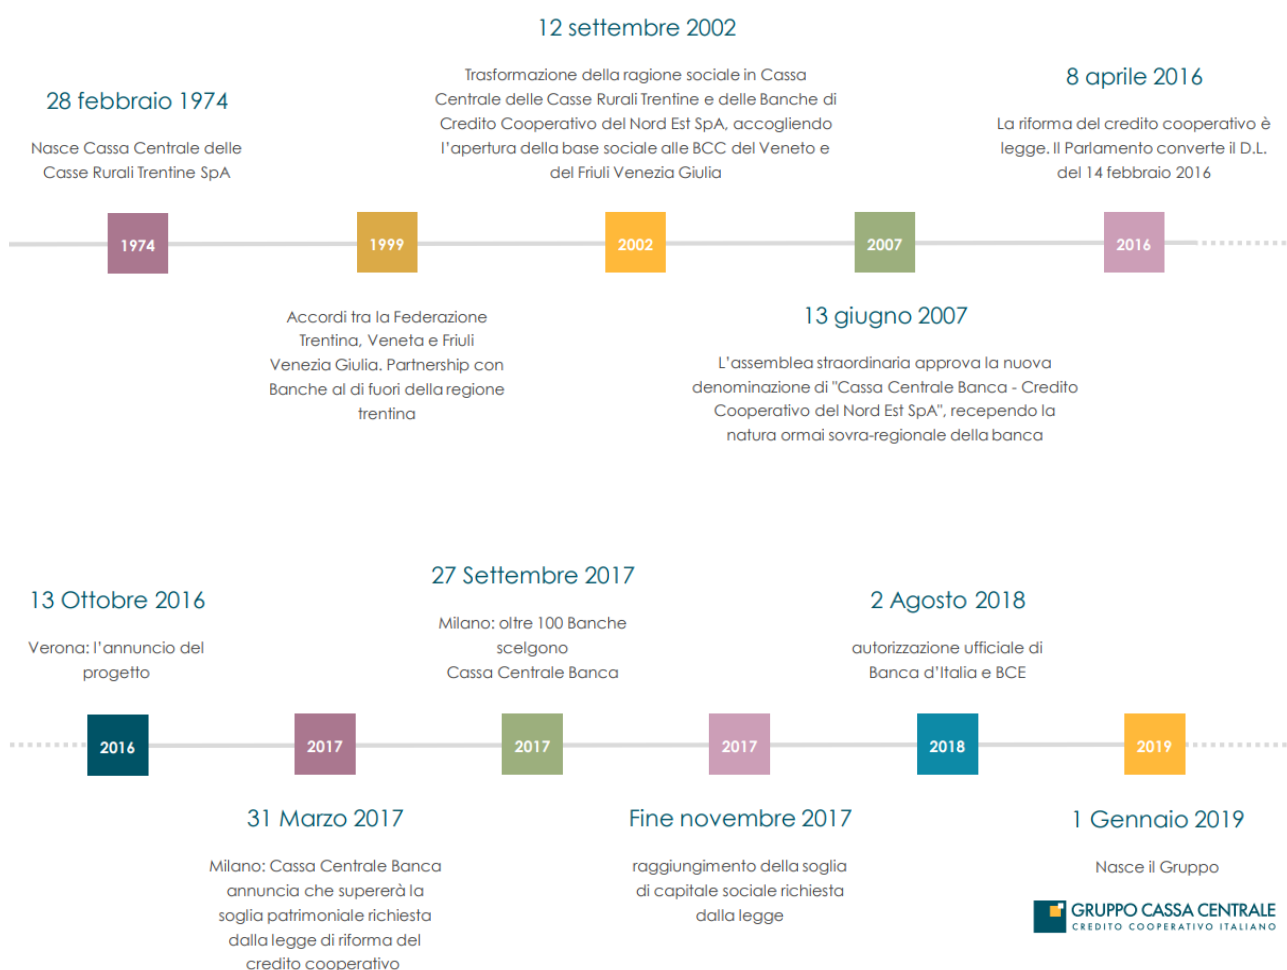 28 febbraio 1974
Nasce Cassa Centrale delle
Casse Rurali Trentine SpA
1974
1999
Accordi tra la Federazione
Trentina, Veneta e Friuli
Venezia Giulia. Partnership con
Banche al di fuori della regione
trentina
12 settembre 2002
Trasformazione della ragione sociale in Cassa
Centrale delle Casse Rurali Trentine e delle Banche di
Credito Cooperativo del Nord Est SpA, accogliendo
l'apertura della base sociale alle BCC del Veneto e
del Friuli Venezia Giulia
2002
2007
13 giugno 2007
L'assemblea straordinaria approva la nuova
denominazione di "Cassa Centrale Banca - Credito
Cooperativo del Nord Est SpA", recependo la
natura ormai sovra-regionale della banca
8 aprile 2016
La riforma del credito cooperativo è
legge. Il Parlamento converte il D.L.
del 14 febbraio 2016
2016
13 Ottobre 2016
Verona: l'annuncio del
progetto
2016
2017
31 Marzo 2017
Milano: Cassa Centrale Banca
annuncia che supererà la
soglia patrimoniale richiesta
dalla legge di riforma del
credito cooperativo
27 Settembre 2017
Milano: oltre 100 Banche
scelgono
Cassa Centrale Banca
2017
2017
Fine novembre 2017
raggiungimento della soglia
di capitale sociale richiesta
dalla legge
2 Agosto 2018
autorizzazione ufficiale di
Banca d'Italia e BCE
2018
2019
1 Gennaio 2019
Nasce il Gruppo
GRUPPO CASSA CENTRALE
CREDITO COOPERATIVO ITALIANO